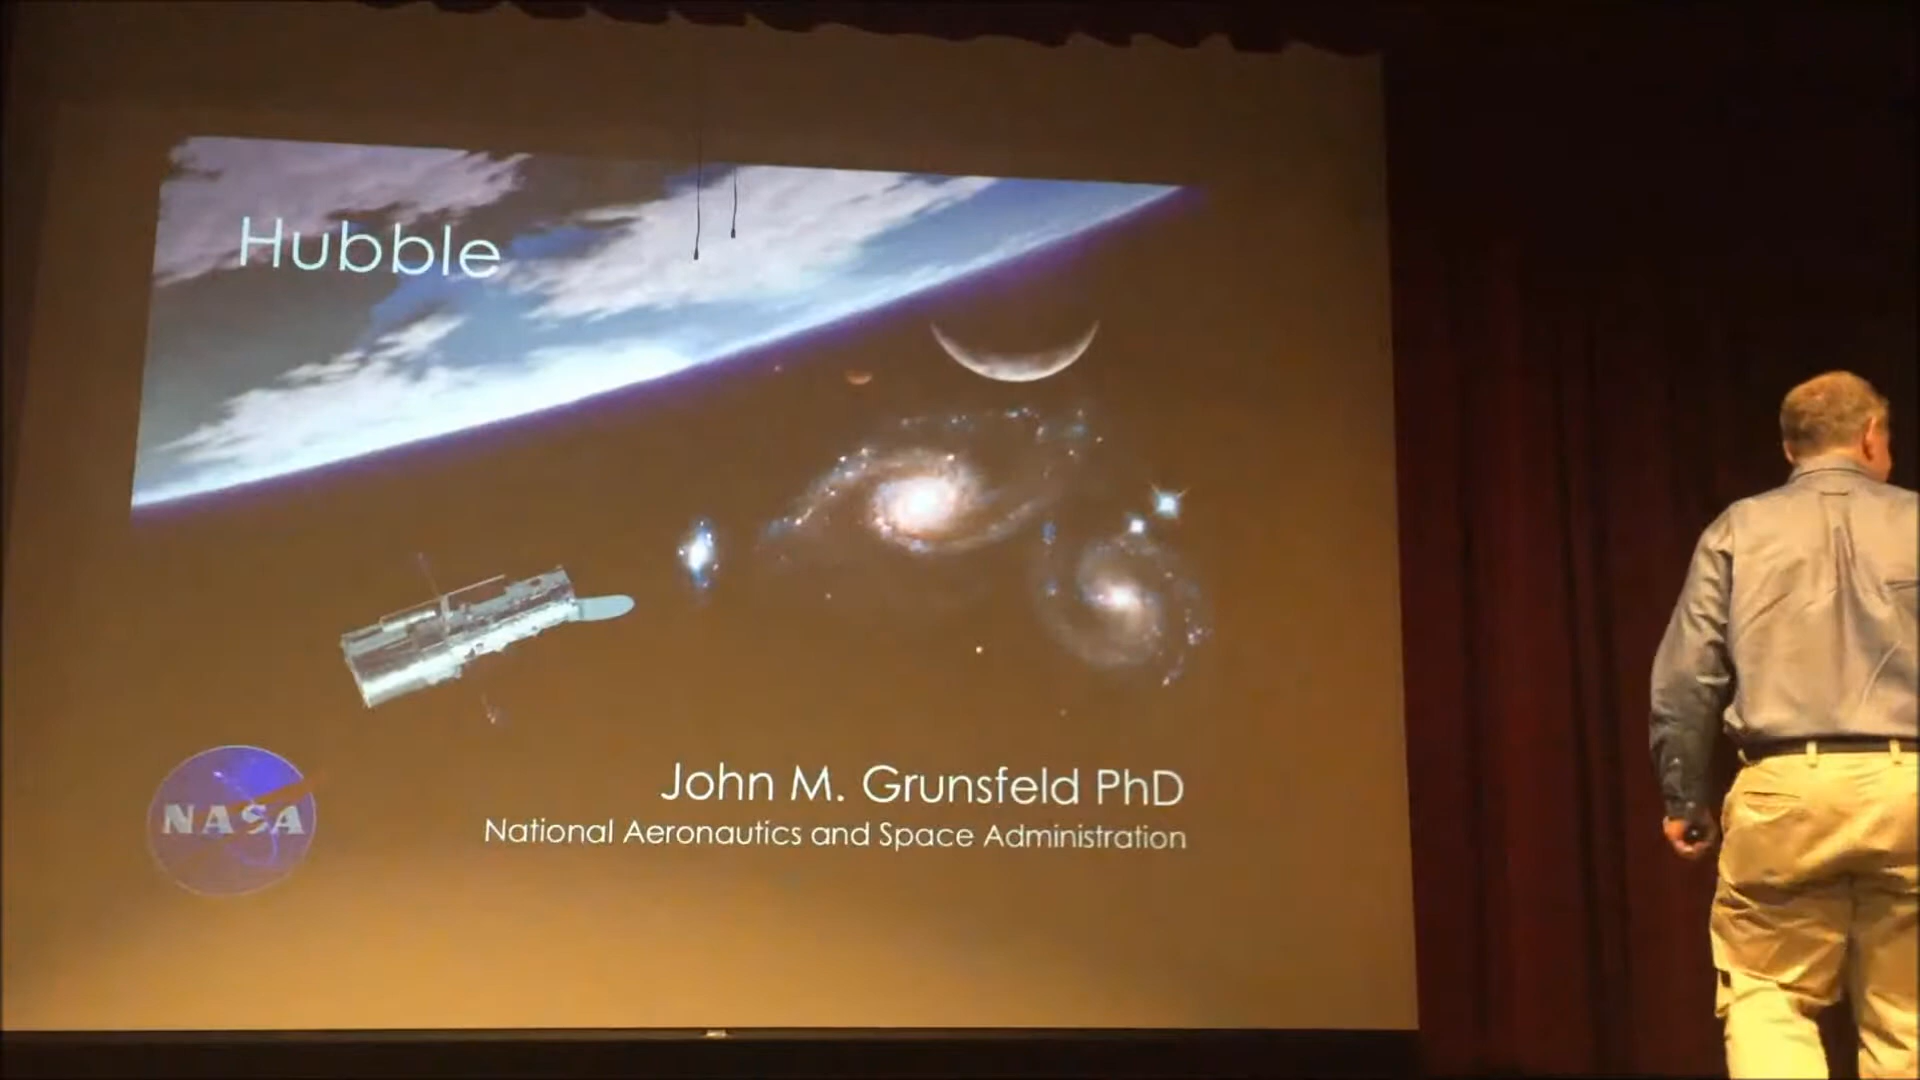 Hubble
John M. Grunsfeld PhD
National Aeronautics and Space Administration
NASA